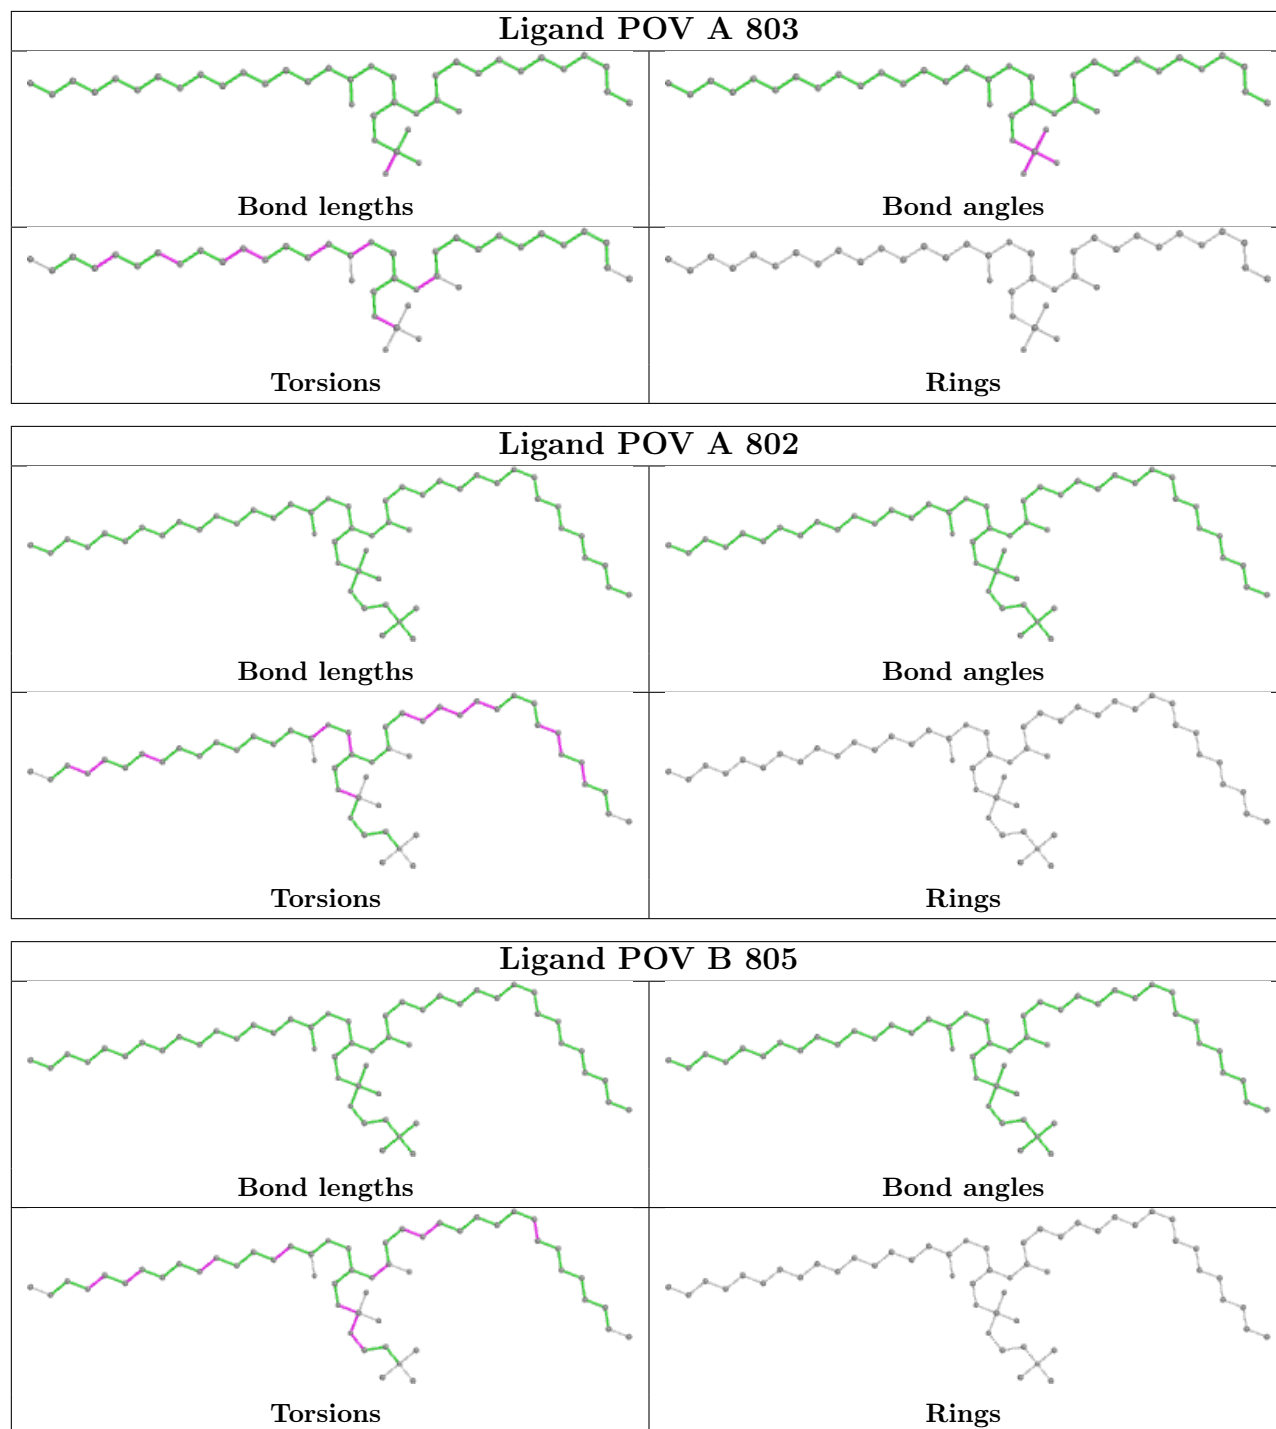 Ligand POV A 803
Bond lengths
Bond angles
Torsions
Rings
Ligand POV A 802
Bond lengths
Bond angles
Torsions
Rings
Ligand POV B 805
Bond lengths
Bond angles
Torsions
Rings